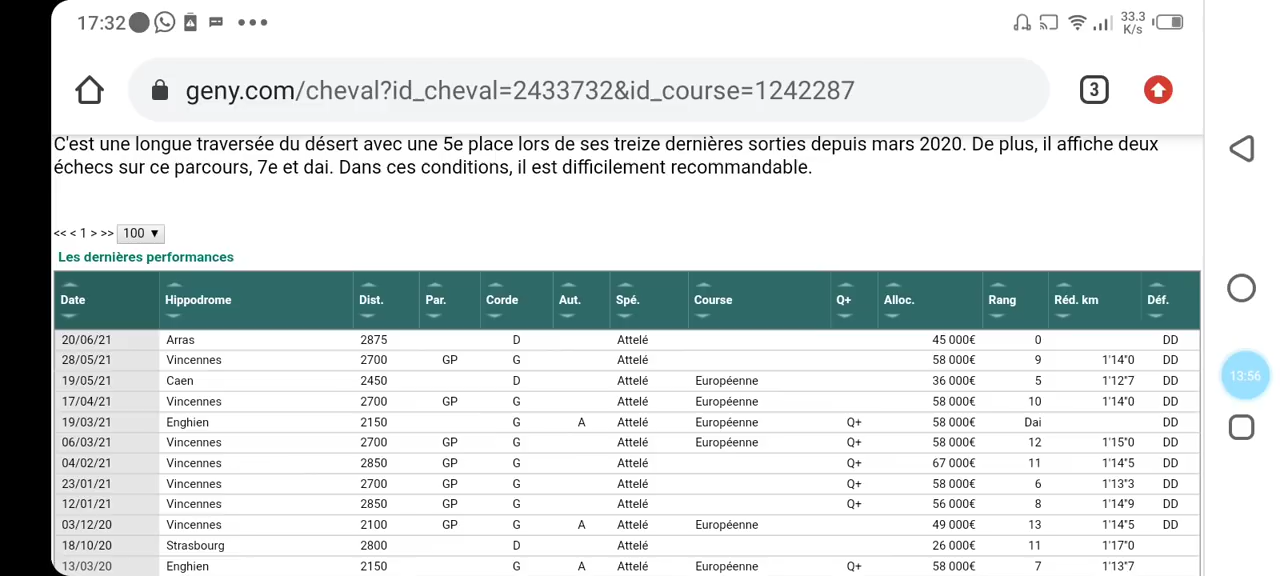 17:32
33.3
K/s
geny.com/cheval?id_cheval=2433732&id_course=1242287
3
C'est une longue traversée du désert avec une 5e place lors de ses treize dernières sorties depuis mars 2020. De plus, il affiche deux
échecs sur ce parcours, 7e et dai. Dans ces conditions, il est difficilement recommandable.
<< < 1 > >> 100 ▼
Les dernières performances
Date Hippodrome Dist. Par. Corde Aut. Spé. Course Q+ Alloc. Rang Réd. km Déf.
20/06/21 Arras 2875 D Attelé 45 000€ 0 DD
28/05/21 Vincennes 2700 GP G Attelé 58 000€ 9 1'14"0 DD
19/05/21 Caen 2450 D Attelé Européenne 36 000€ 5 1'12"7 DD
13:56
17/04/21 Vincennes 2700 GP G Attelé Européenne 58 000€ 10 1'14"0 DD
19/03/21 Enghien 2150 G A Attelé Européenne Q+ 58 000€ Dai DD
06/03/21 Vincennes 2700 GP G Attelé Européenne Q+ 58 000€ 12 1'15"0 DD
04/02/21 Vincennes 2850 GP G Attelé Q+ 67 000€ 11 1'14"5 DD
23/01/21 Vincennes 2700 GP G Attelé Q+ 58 000€ 6 1'13"3 DD
12/01/21 Vincennes 2850 GP G Attelé Q+ 56 000€ 8 1'14"9 DD
03/12/20 Vincennes 2100 GP G A Attelé Européenne 49 000€ 13 1'14"5 DD
18/10/20 Strasbourg 2800 D Attelé 26 000€ 11 1'17"0
13/03/20 Enghien 2150 G A Attelé Européenne Q+ 58 000€ 7 1'13"7